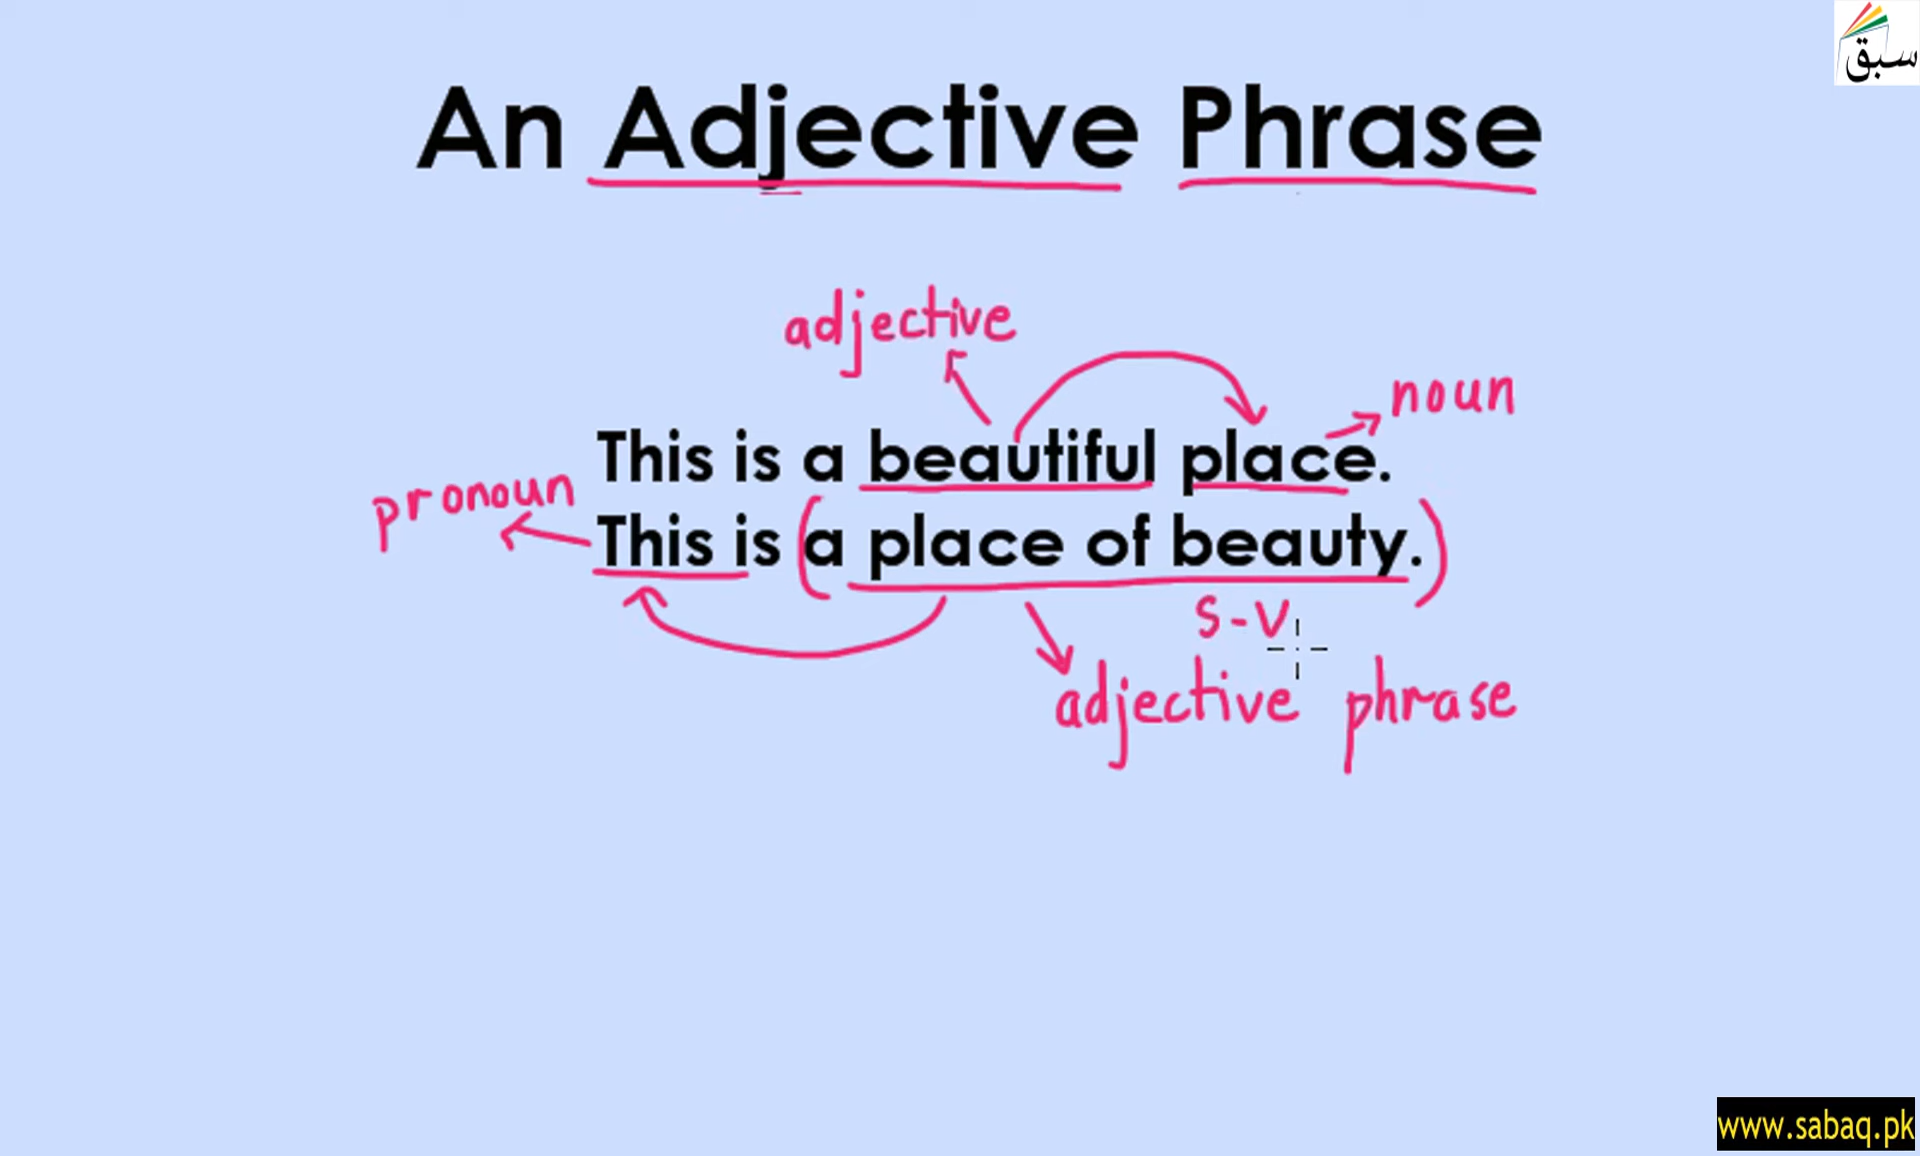 سبق
An Adjective Phrase
adjective
noun
This is a beautiful place.
pronoun
This is (a place of beauty.)
S-V
adjective phrase
www.sabaq.pk